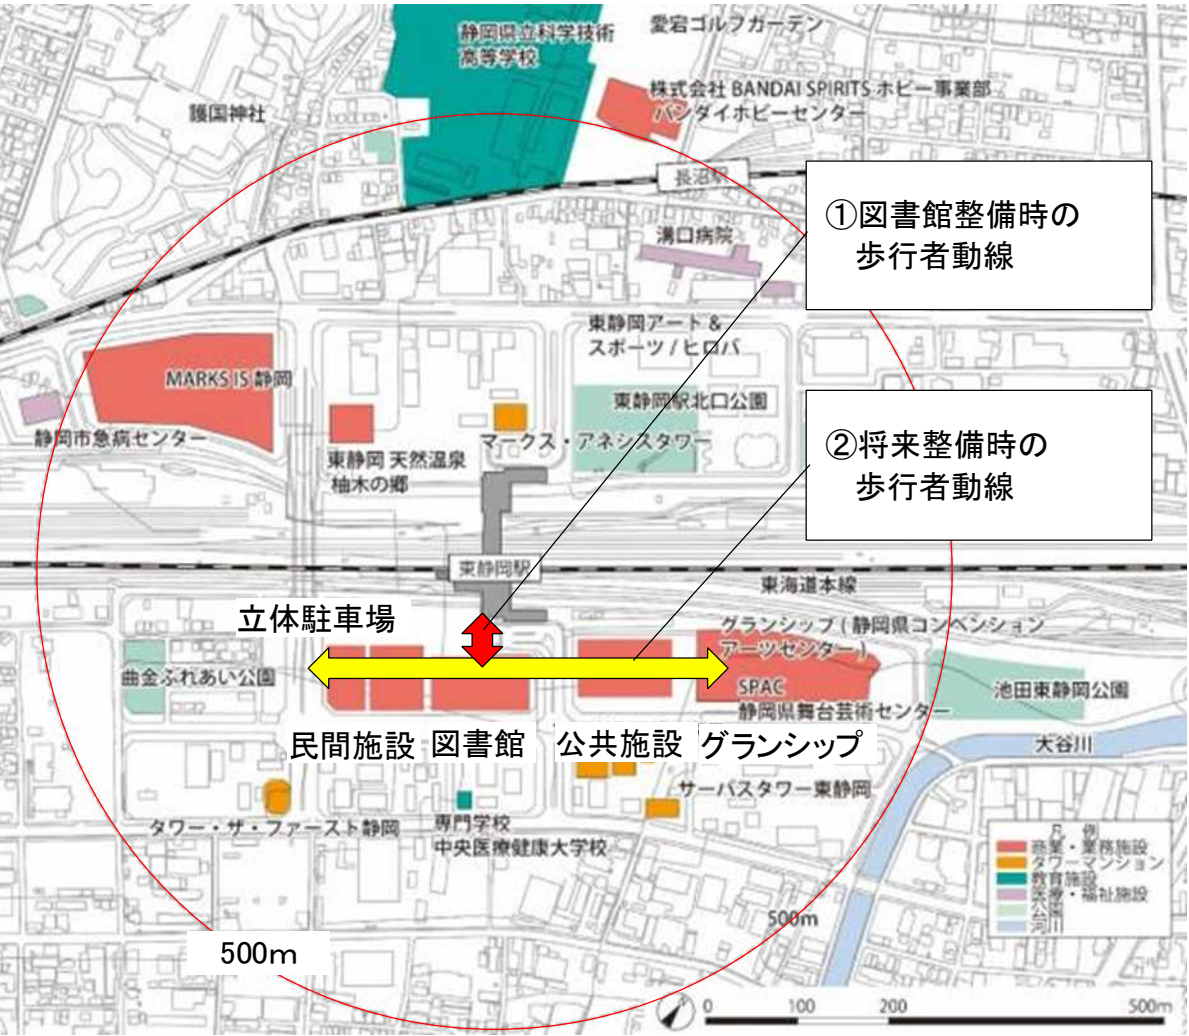 静岡県立科学技術
高等学校
愛宕ゴルフガーデン
株式会社 BANDAI SPIRITS ホビー事業部
バンダイホビーセンター
護国神社
長沼駅
①図書館整備時の
歩行者動線
溝口病院
東静岡アート &
スポーツ / ヒロバ
MARKS IS 静岡
東静岡駅北口公園
静岡市急病センター
マークス・アネシスタワー
②将来整備時の
歩行者動線
東静岡 天然温泉
柚木の郷
東静岡駅
東海道本線
立体駐車場
グランシップ ( 静岡県コンベンション
アーツセンター )
曲金ふれあい公園
SPAC
静岡県舞台芸術センター
池田東静岡公園
民間施設
図書館
公共施設
グランシップ
大谷川
サーパスタワー東静岡
タワー・ザ・ファースト静岡
専門学校
中央医療健康大学校
凡 例
商業・業務施設
タワーマンション
教育施設
医療・福祉施設
公園
河川
500m
500m
0 100 200 500m